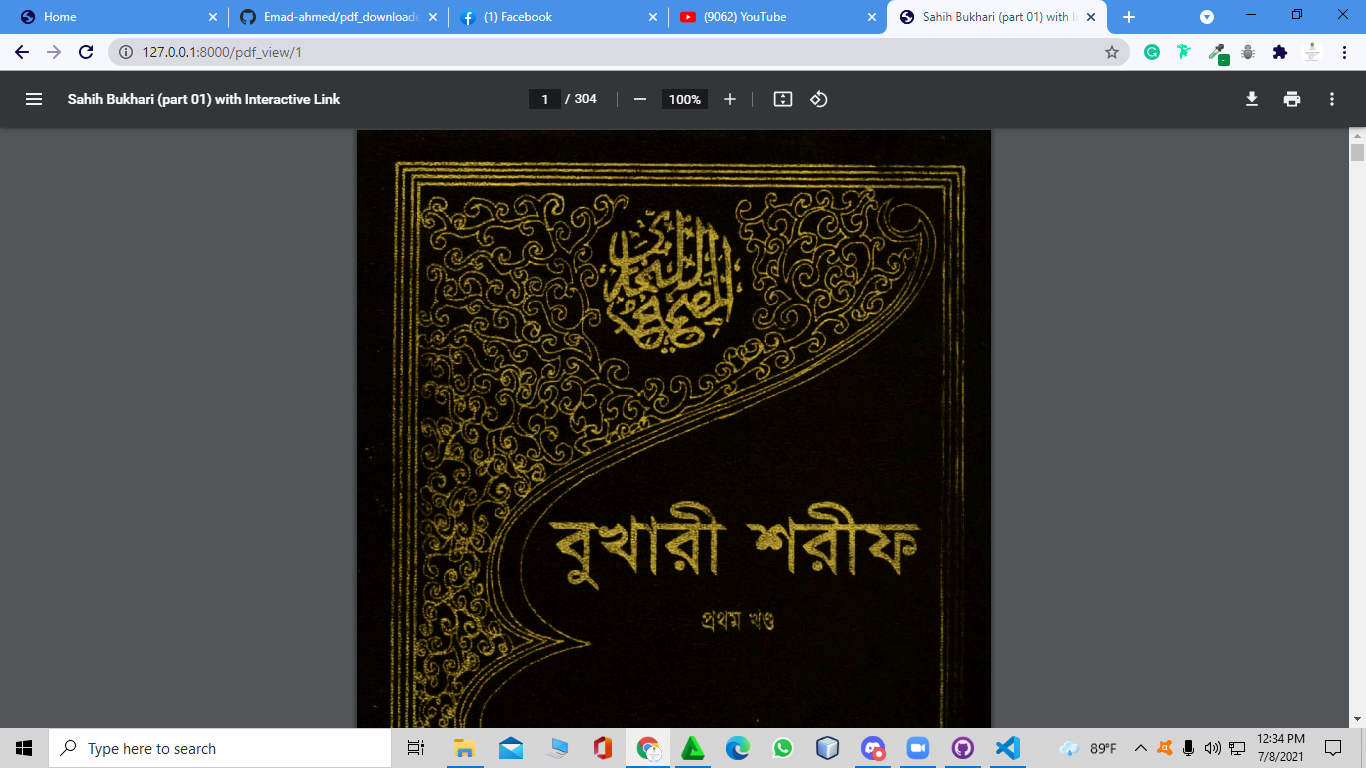 Home
Emad-ahmed/pdf_download
(1) Facebook
(9062) YouTube
Sahih Bukhari (part 01) with I
127.0.0.1:8000/pdf_view/1
Sahih Bukhari (part 01) with Interactive Link
1 / 304
100%
বুখারী শরীফ
প্রথম খণ্ড
Type here to search
89°F
12:34 PM
7/8/2021